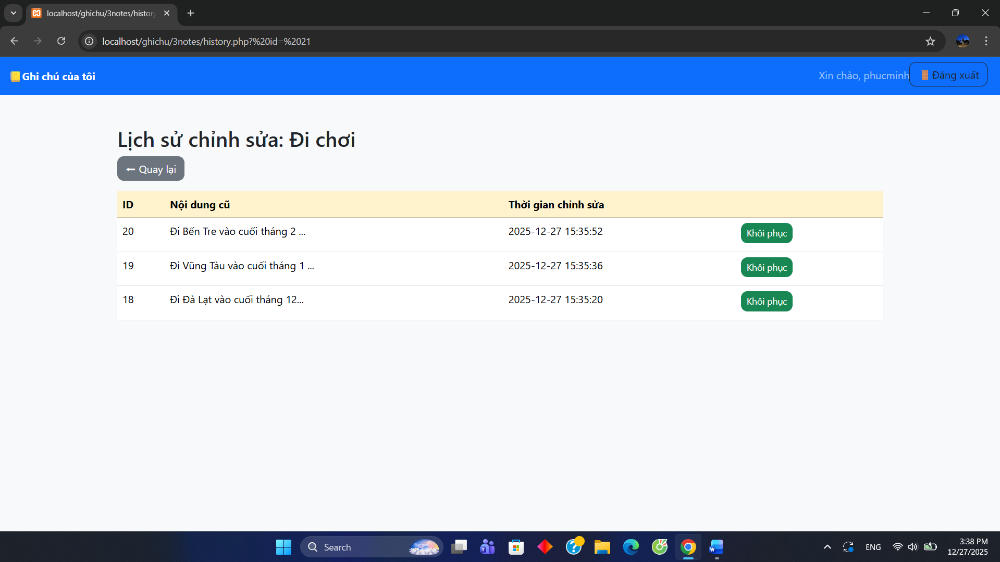 localhost/ghichu/3notes/histor
localhost/ghichu/3notes/history.php?%20id=%2021
Ghi chú của tôi
Xin chào, phucminh
Đăng xuất
Lịch sử chỉnh sửa: Đi chơi
Quay lại
ID Nội dung cũ Thời gian chỉnh sửa
20 Đi Bến Tre vào cuối tháng 2 ... 2025-12-27 15:35:52 Khôi phục
19 Đi Vũng Tàu vào cuối tháng 1 ... 2025-12-27 15:35:36 Khôi phục
18 Đi Đà Lạt vào cuối tháng 12... 2025-12-27 15:35:20 Khôi phục
Search
ENG
3:38 PM
12/27/2025